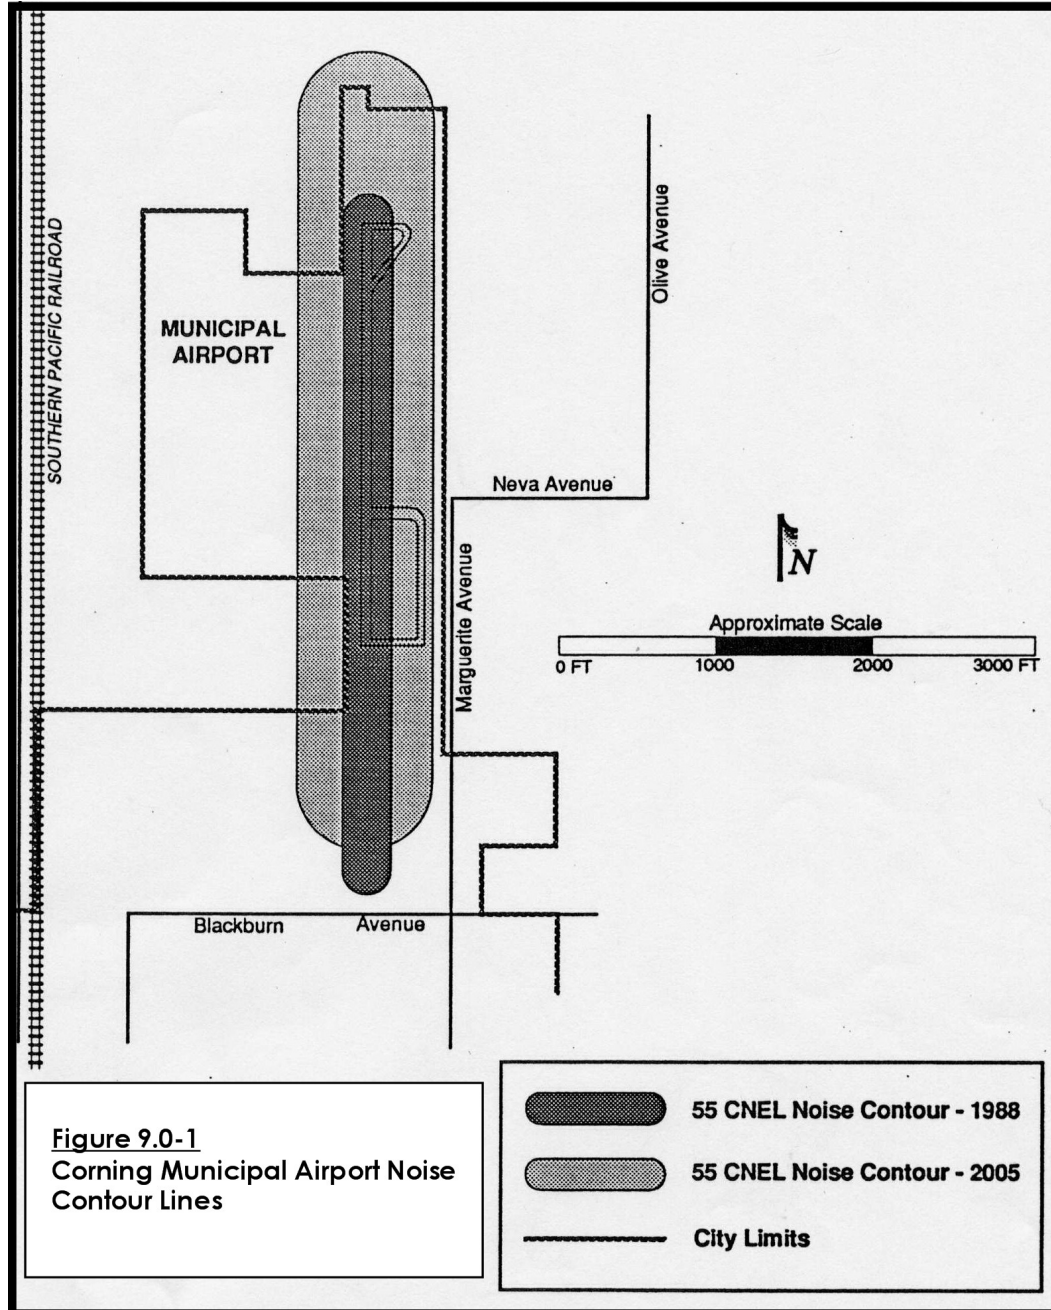 SOUTHERN PACIFIC RAILROAD
MUNICIPAL
AIRPORT
Olive Avenue
Neva Avenue
Marguerite Avenue
N
Approximate Scale
0 FT 1000 2000 3000 FT
Blackburn Avenue
Figure 9.0-1
Corning Municipal Airport Noise
Contour Lines
55 CNEL Noise Contour - 1988
55 CNEL Noise Contour - 2005
City Limits